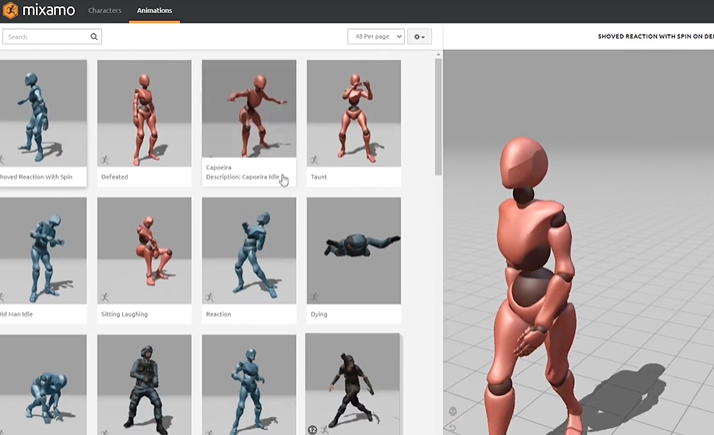 mixamo
Characters
Animations
Search
48 Per page
SHOVED REACTION WITH SPIN ON DE
hoved Reaction With Spin
Defeated
Capoeira
Description: Capoeira Idle
Taunt
ld Man Idle
Sitting Laughing
Reaction
Dying
12